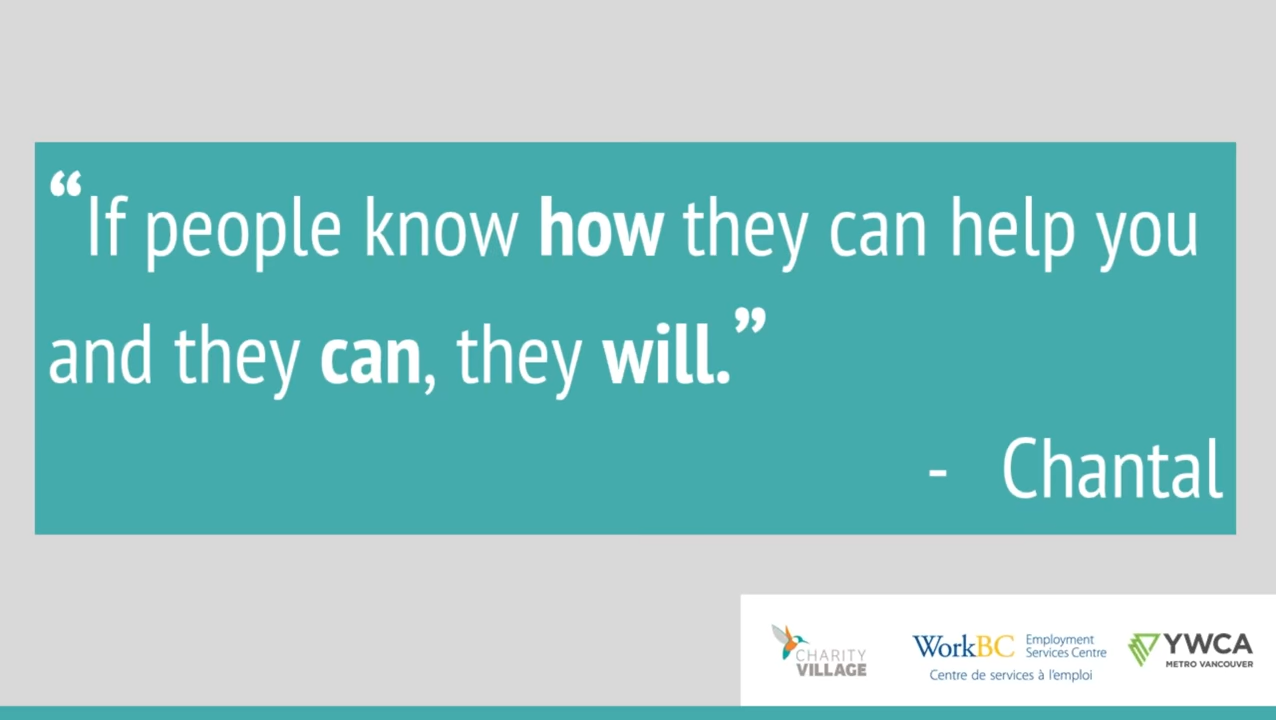 “If people know how they can help you
and they can, they will.”
- Chantal
CHARITY
VILLAGE
WorkBC Employment
Services Centre
Centre de services à l'emploi
YWCA
METRO VANCOUVER